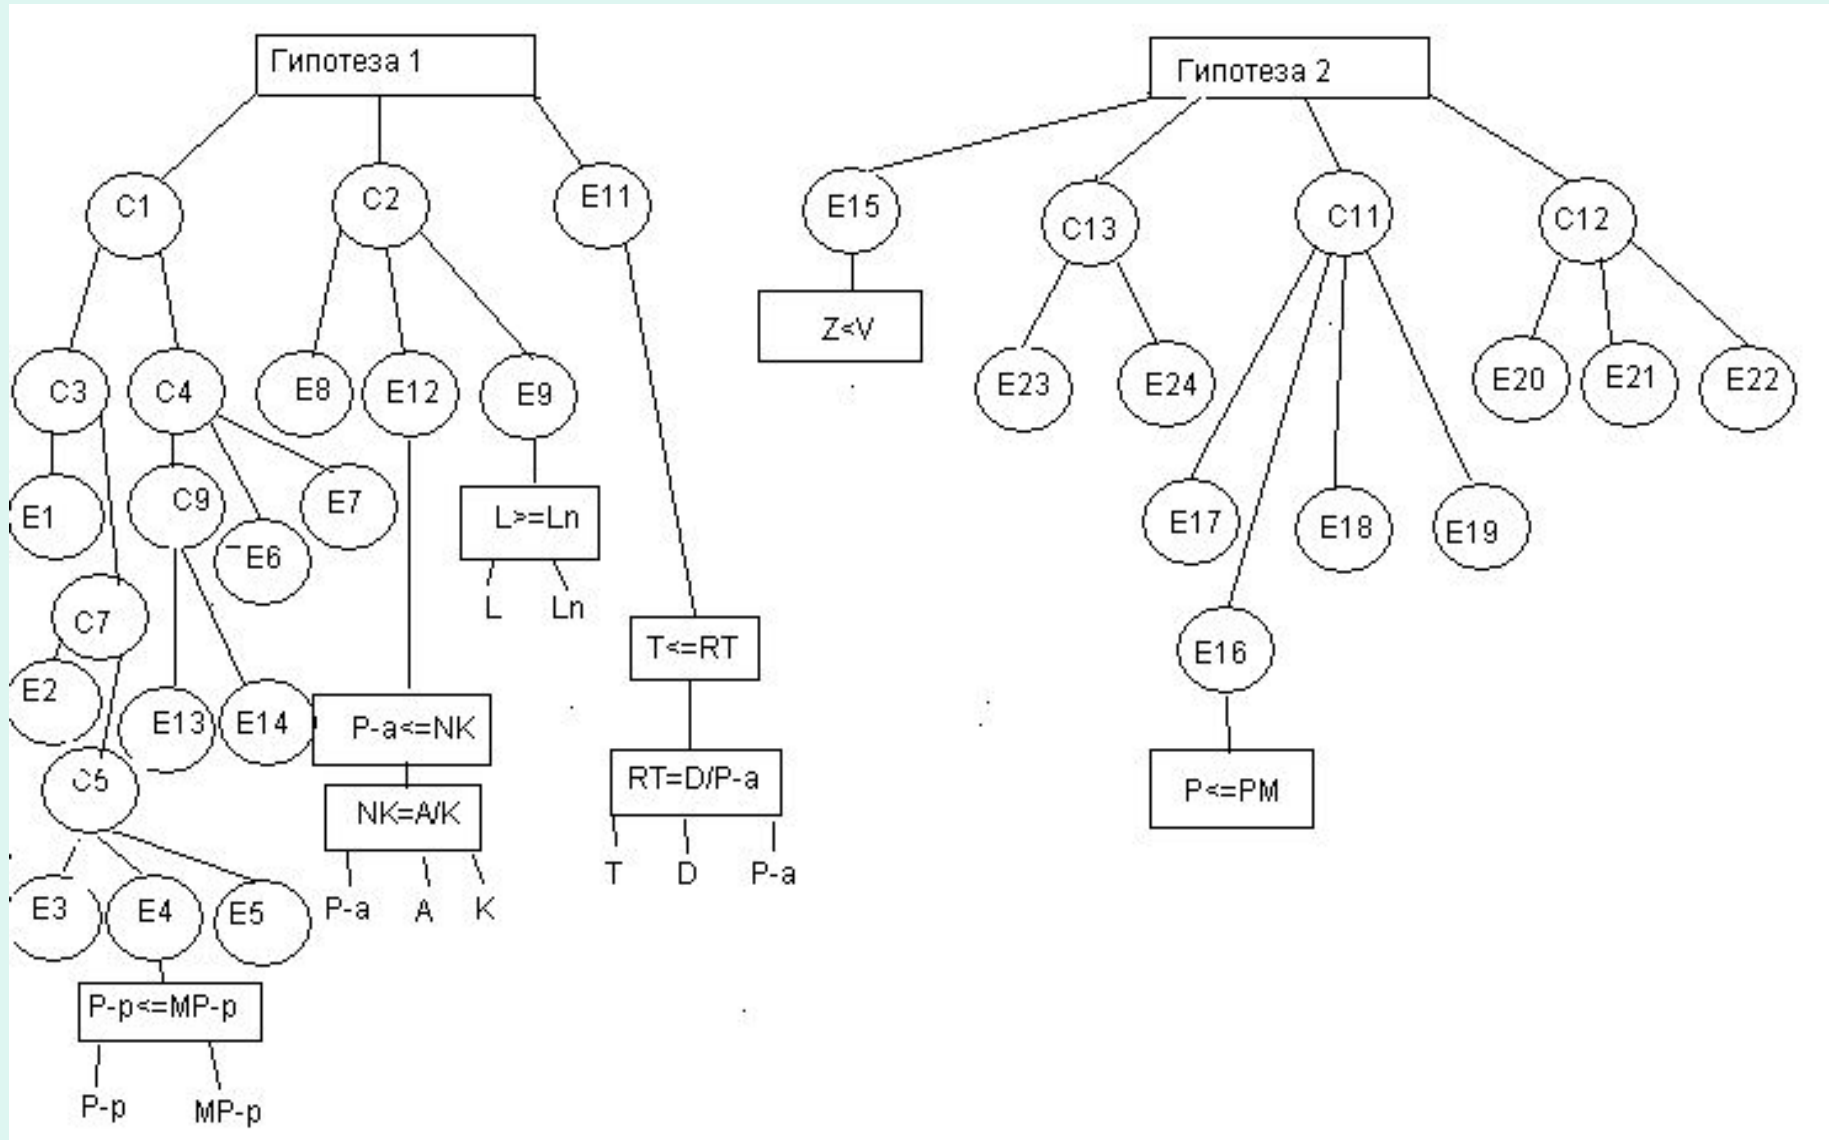 Гипотеза 1
Гипотеза 2
C1
C2
E11
E15
C13
C11
C12
Z<V
C3
C4
E8
E12
E9
E23
E24
E20
E21
E22
E1
C9
E6
E7
L>=Ln
L
Ln
E17
E18
E19
C7
T<=RT
E16
E2
E13
E14
P-a<=NK
RT=D/P-a
P<=PM
C5
NK=A/K
T
D
P-a
E3
E4
E5
P-a
A
K
P-p<=MP-p
P-p
MP-p